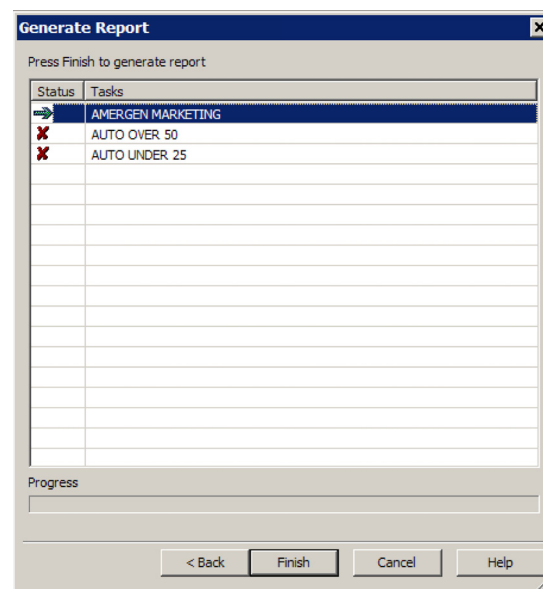 Generate Report
Press Finish to generate report
Status Tasks
AMERGEN MARKETING
AUTO OVER 50
AUTO UNDER 25
Progress
< Back Finish Cancel Help